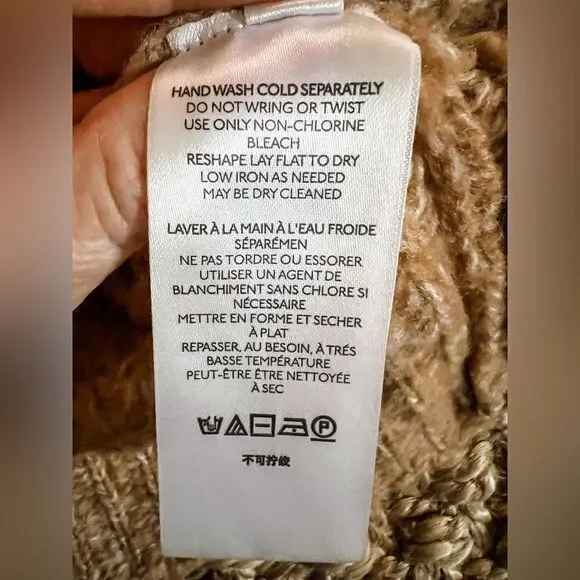 HAND WASH COLD SEPARATELY
DO NOT WRING OR TWIST
USE ONLY NON-CHLORINE
BLEACH
RESHAPE LAY FLAT TO DRY
LOW IRON AS NEEDED
MAY BE DRY CLEANED
LAVER À LA MAIN À L'EAU FROIDE
SÉPARÉMEN
NE PAS TORDRE OU ESSORER
UTILISER UN AGENT DE
BLANCHIMENT SANS CHLORE SI
NÉCESSAIRE
METTRE EN FORME ET SECHER
À PLAT
REPASSER, AU BESOIN, À TRÉS
BASSE TEMPÉRATURE
PEUT-ÊTRE ÊTRE NETTOYÉE
À SEC
P
不可拧绞